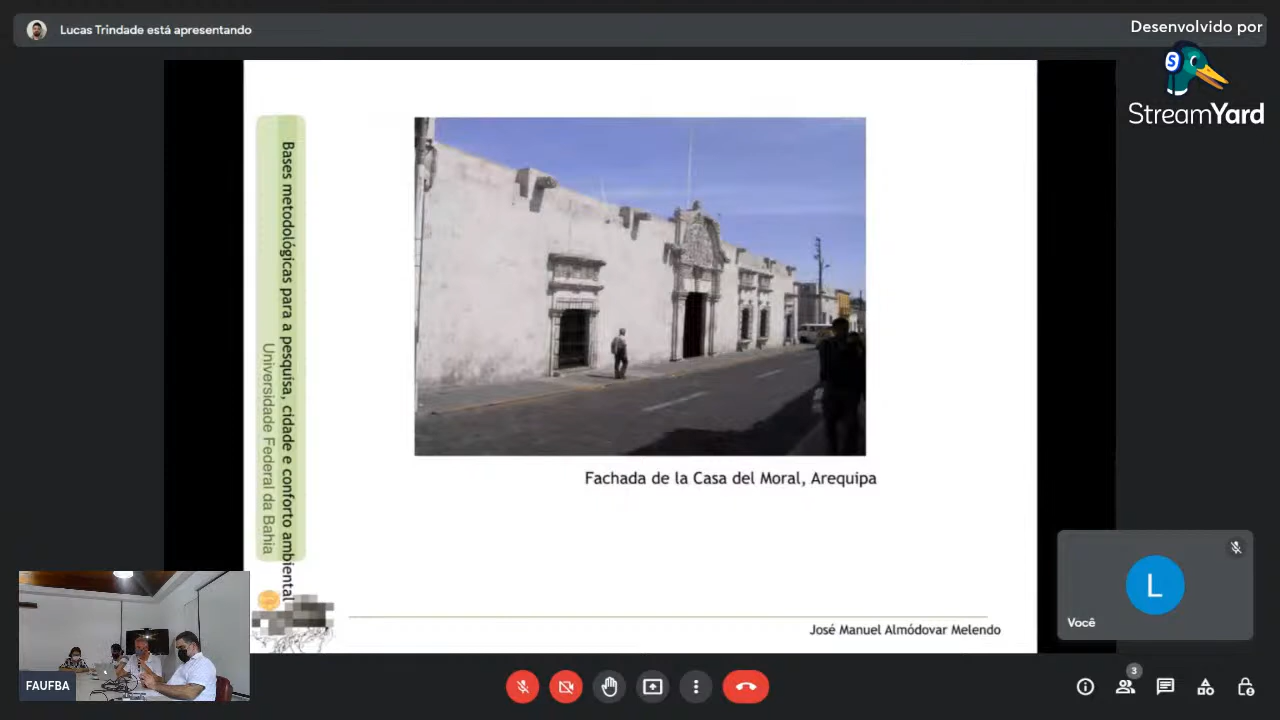 Lucas Trindade está apresentando
Desenvolvido por
S
StreamYard
Bases metodológicas para a pesquisa, cidade e conforto ambiental
Universidade Federal da Bahia
Fachada de la Casa del Moral, Arequipa
José Manuel Almódovar Melendo
L
Você
FAUFBA
3